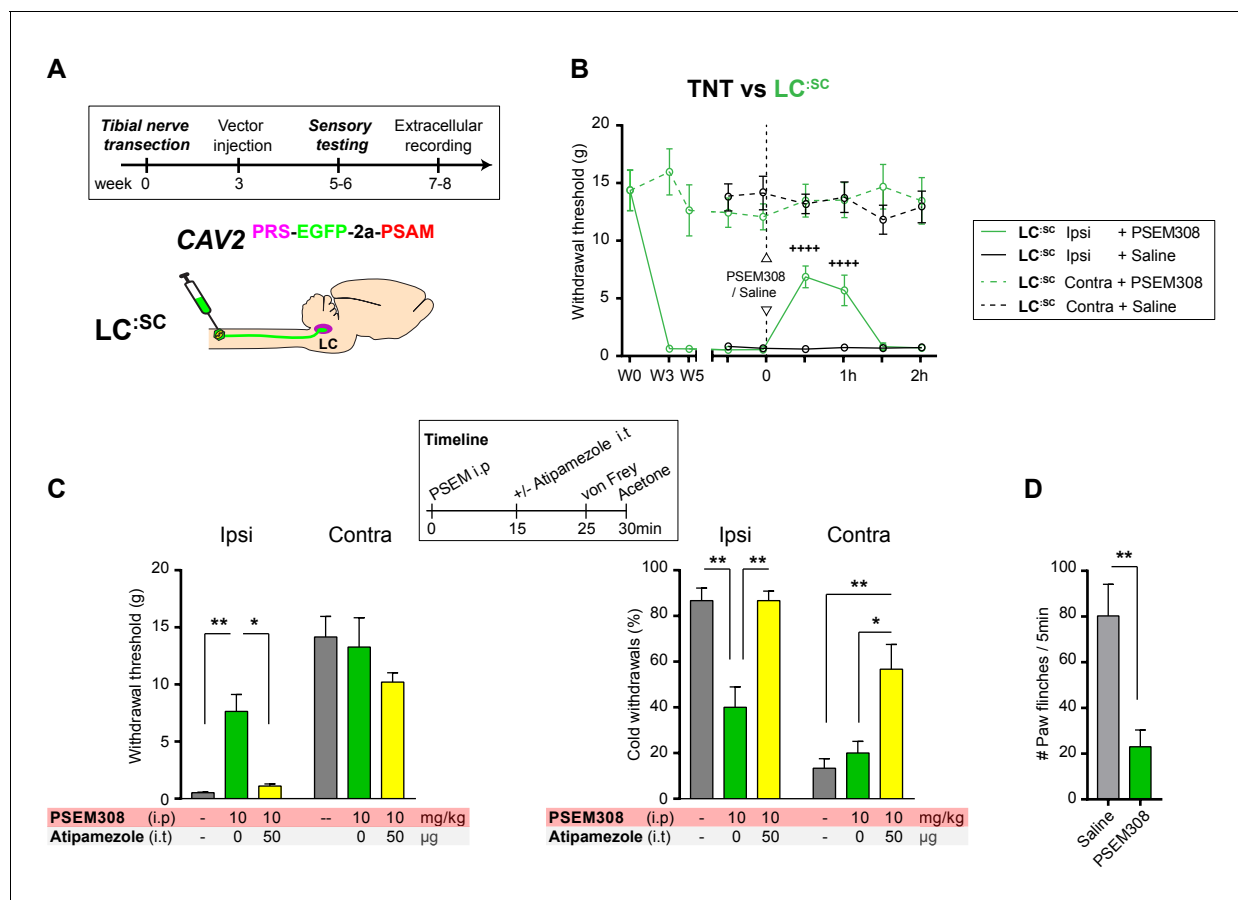 A
Tibial nerve
transection
Vector
injection
Sensory
testing
Extracellular
recording
week 0 3 5-6 7-8
CAV2 PRS-EGFP-2a-PSAM
LC:SC
LC
B
TNT vs LC:SC
Withdrawal threshold (g)
20
15
10
5
0
PSEM308
/ Saline
++++ ++++
W0 W3 W5 0 1h 2h
LC:SC Ipsi + PSEM308
LC:SC Ipsi + Saline
LC:SC Contra + PSEM308
LC:SC Contra + Saline
Timeline
PSEM i.p
+/- Atipamezole i.t
von Frey
Acetone
0 15 25 30min
C
Ipsi Contra
Withdrawal threshold (g)
20
15
10
5
0
** *
PSEM308 (i.p) - 10 10 -- 10 10 mg/kg
Atipamezole (i.t) - 0 50 0 50 µg
Ipsi Contra
Cold withdrawals (%)
100
80
60
40
20
0
** **
**
*
PSEM308 (i.p) - 10 10 - 10 10 mg/kg
Atipamezole (i.t) - 0 50 - 0 50 µg
D
# Paw flinches / 5min
100
80
60
40
20
0
**
Saline
PSEM308